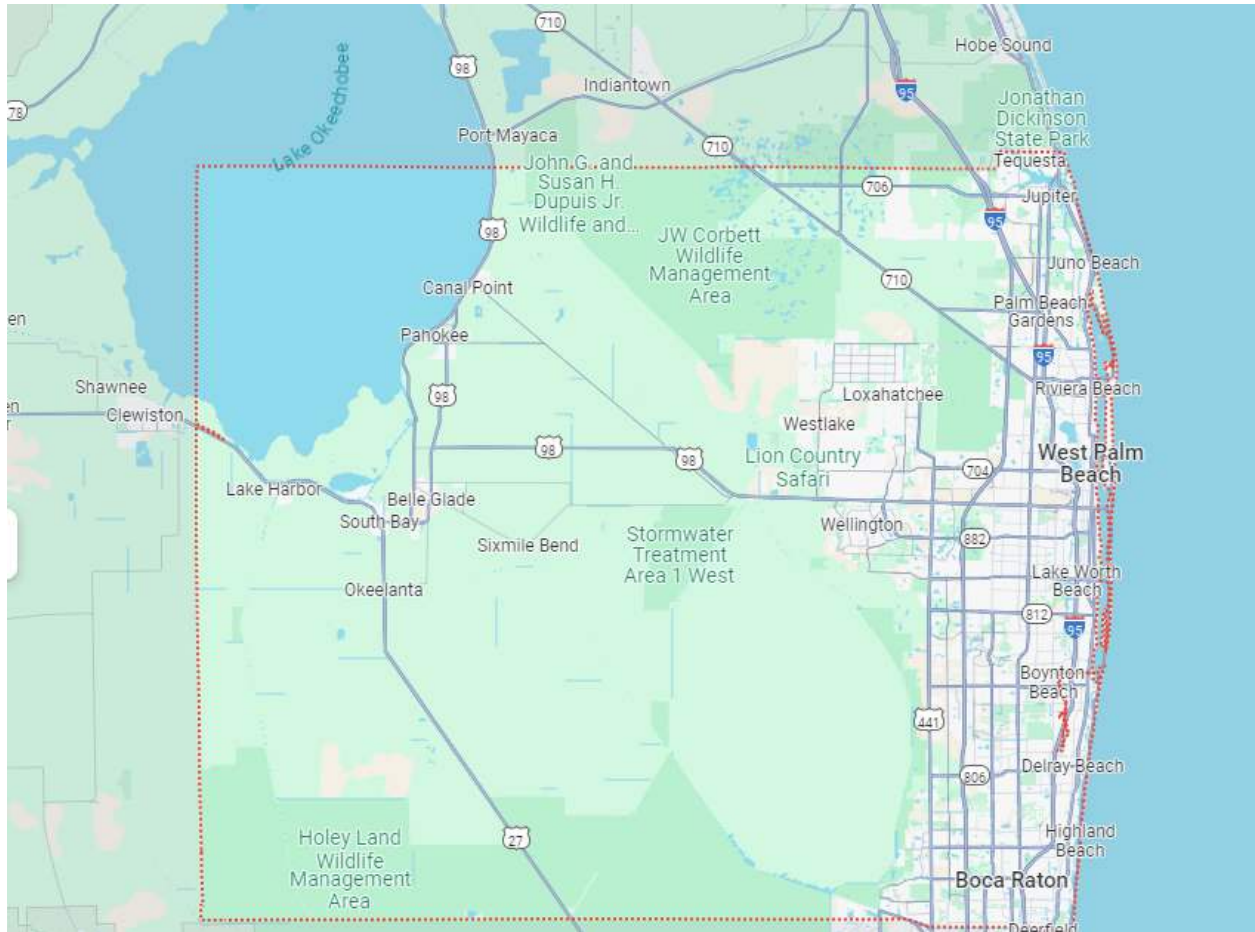 710
Hobe Sound
98
Indiantown
95
78
Lake Okeechobee
Jonathan
Dickinson
State Park
Port Mayaca
710
Tequesta
John G. and
Susan H.
Dupuis Jr.
Wildlife and...
706
Jupiter
95
98
JW Corbett
Wildlife
Management
Area
Juno Beach
710
Canal Point
Palm Beach
Gardens
en
Pahokee
95
Shawnee
Riviera Beach
98
Loxahatchee
en
Clewiston
Westlake
98
98
Lion Country
Safari
West Palm
Beach
704
Lake Harbor
Belle Glade
South Bay
Wellington
Stormwater
Treatment
Area 1 West
Sixmile Bend
882
Lake Worth
Beach
Okeelanta
812
95
Boynton
Beach
441
Delray Beach
806
27
Holey Land
Wildlife
Management
Area
Highland
Beach
Boca Raton
Deerfield